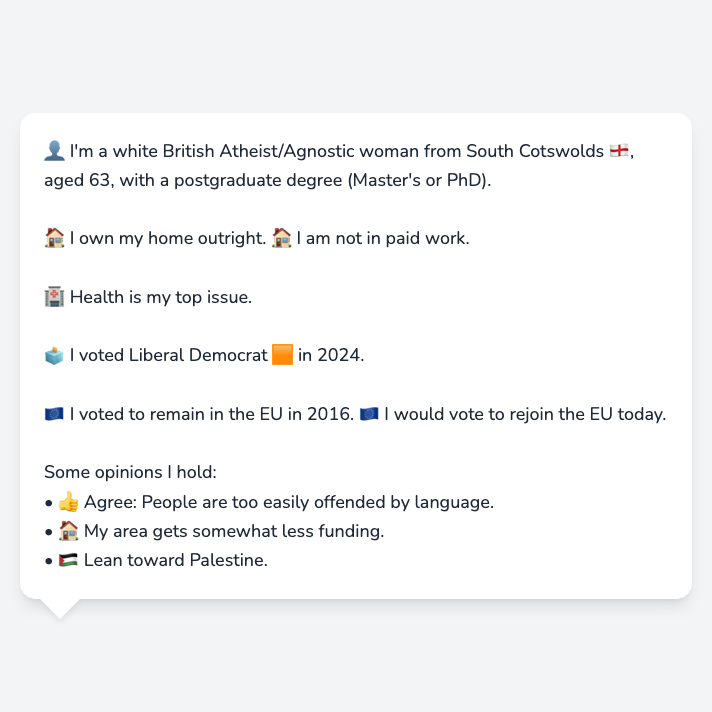 👤 I'm a white British Atheist/Agnostic woman from South Cotswolds 🏴󠁧󠁢󠁥󠁮󠁧󠁿,
aged 63, with a postgraduate degree (Master's or PhD).
🏠 I own my home outright. 🏠 I am not in paid work.
🏥 Health is my top issue.
🗳️ I voted Liberal Democrat 🟧 in 2024.
🇪🇺 I voted to remain in the EU in 2016. 🇪🇺 I would vote to rejoin the EU today.
Some opinions I hold:
• 👍 Agree: People are too easily offended by language.
• 🏠 My area gets somewhat less funding.
• 🇵🇸 Lean toward Palestine.